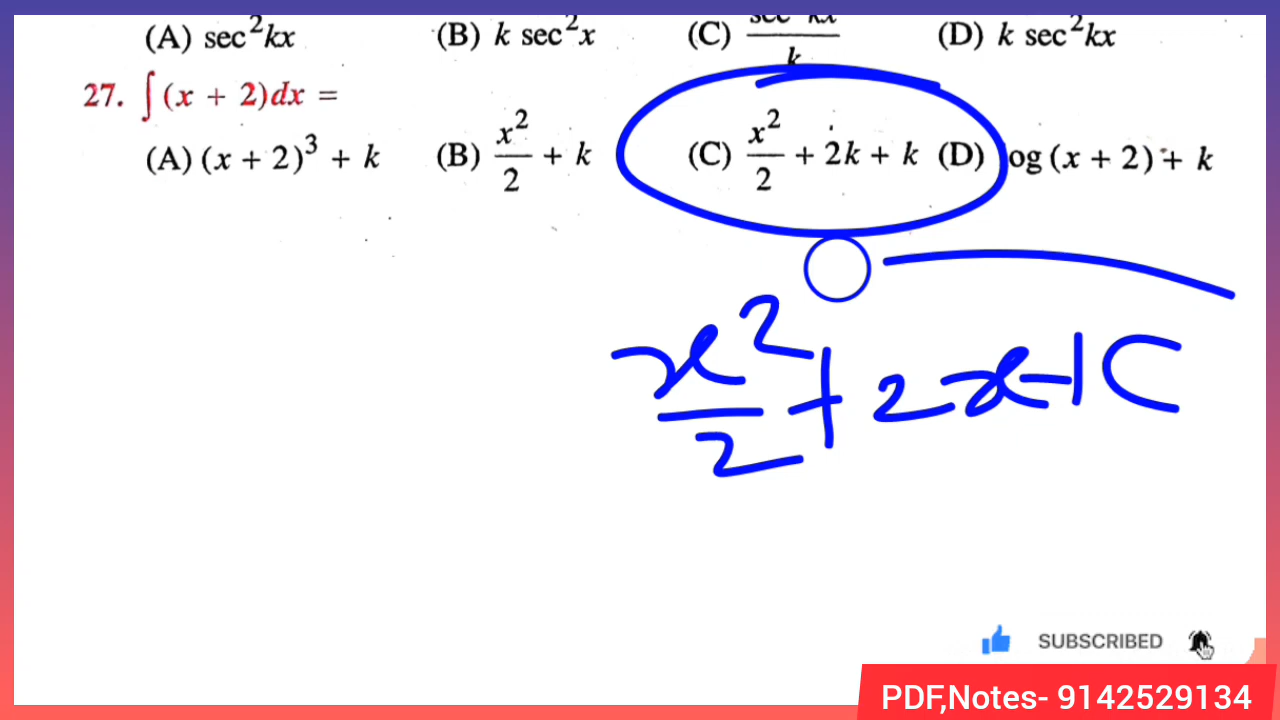 (A) sec²kx (B) k sec²x (C) sec²kx/k (D) k sec²kx
27. ∫(x + 2)dx =
(A) (x + 2)³ + k (B) x²/2 + k (C) x²/2 + 2k + k (D) log (x + 2) + k
x²/2 + 2x + C
SUBSCRIBED
PDF,Notes- 9142529134